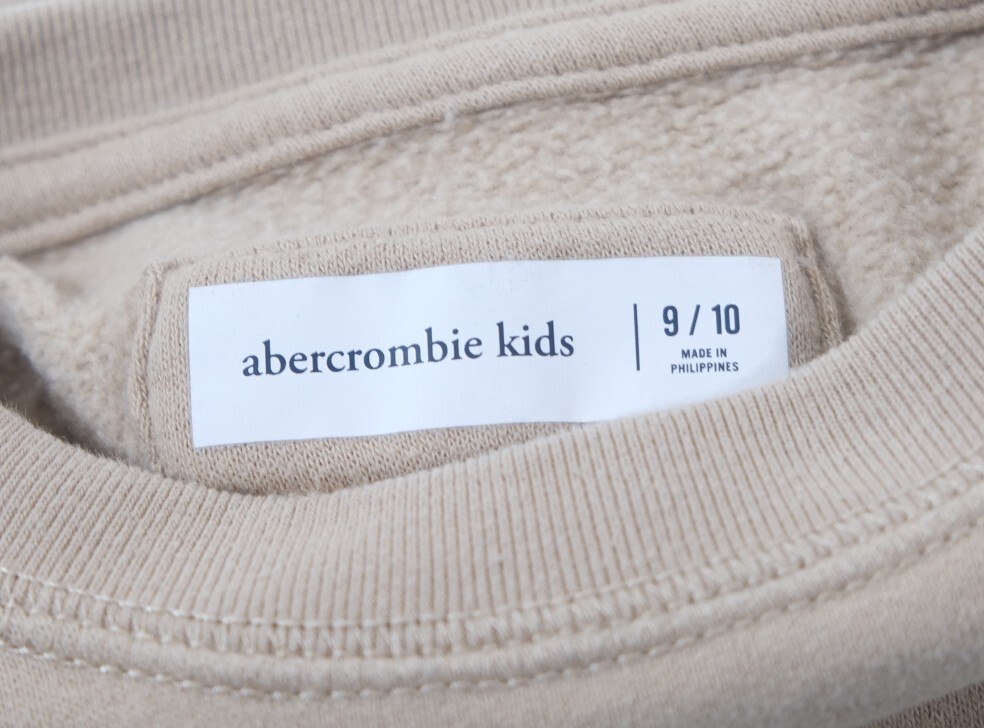 abercrombie kids
9 / 10
MADE IN
PHILIPPINES